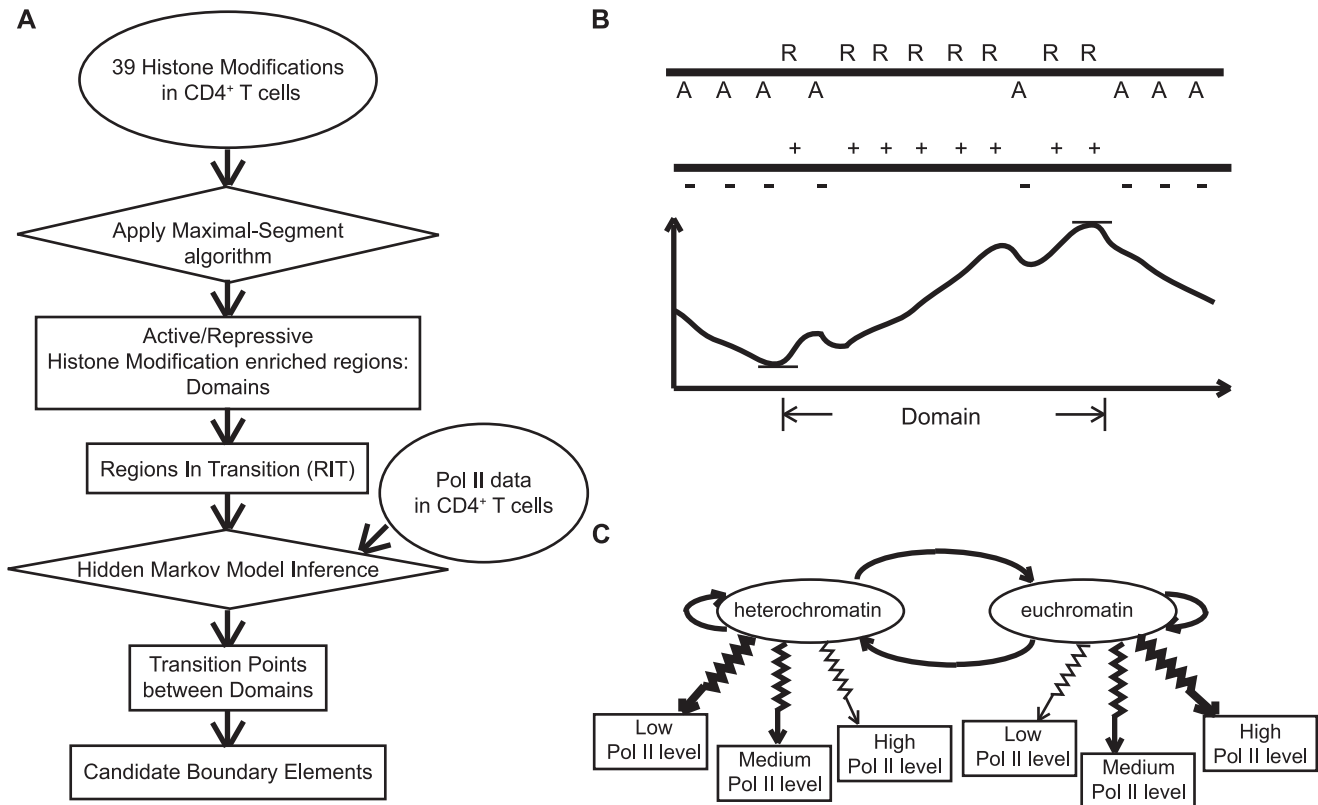 A
39 Histone Modifications
in CD4⁺ T cells
Apply Maximal-Segment
algorithm
Active/Repressive
Histone Modification enriched regions:
Domains
Regions In Transition (RIT)
Pol II data
in CD4⁺ T cells
Hidden Markov Model Inference
Transition Points
between Domains
Candidate Boundary Elements
B
R R R R R R R R
A A A A A A A A
+ + + + + + + +
- - - - - - - -
Domain
C
heterochromatin
euchromatin
Low
Pol II level
Medium
Pol II level
High
Pol II level
Low
Pol II level
Medium
Pol II level
High
Pol II level